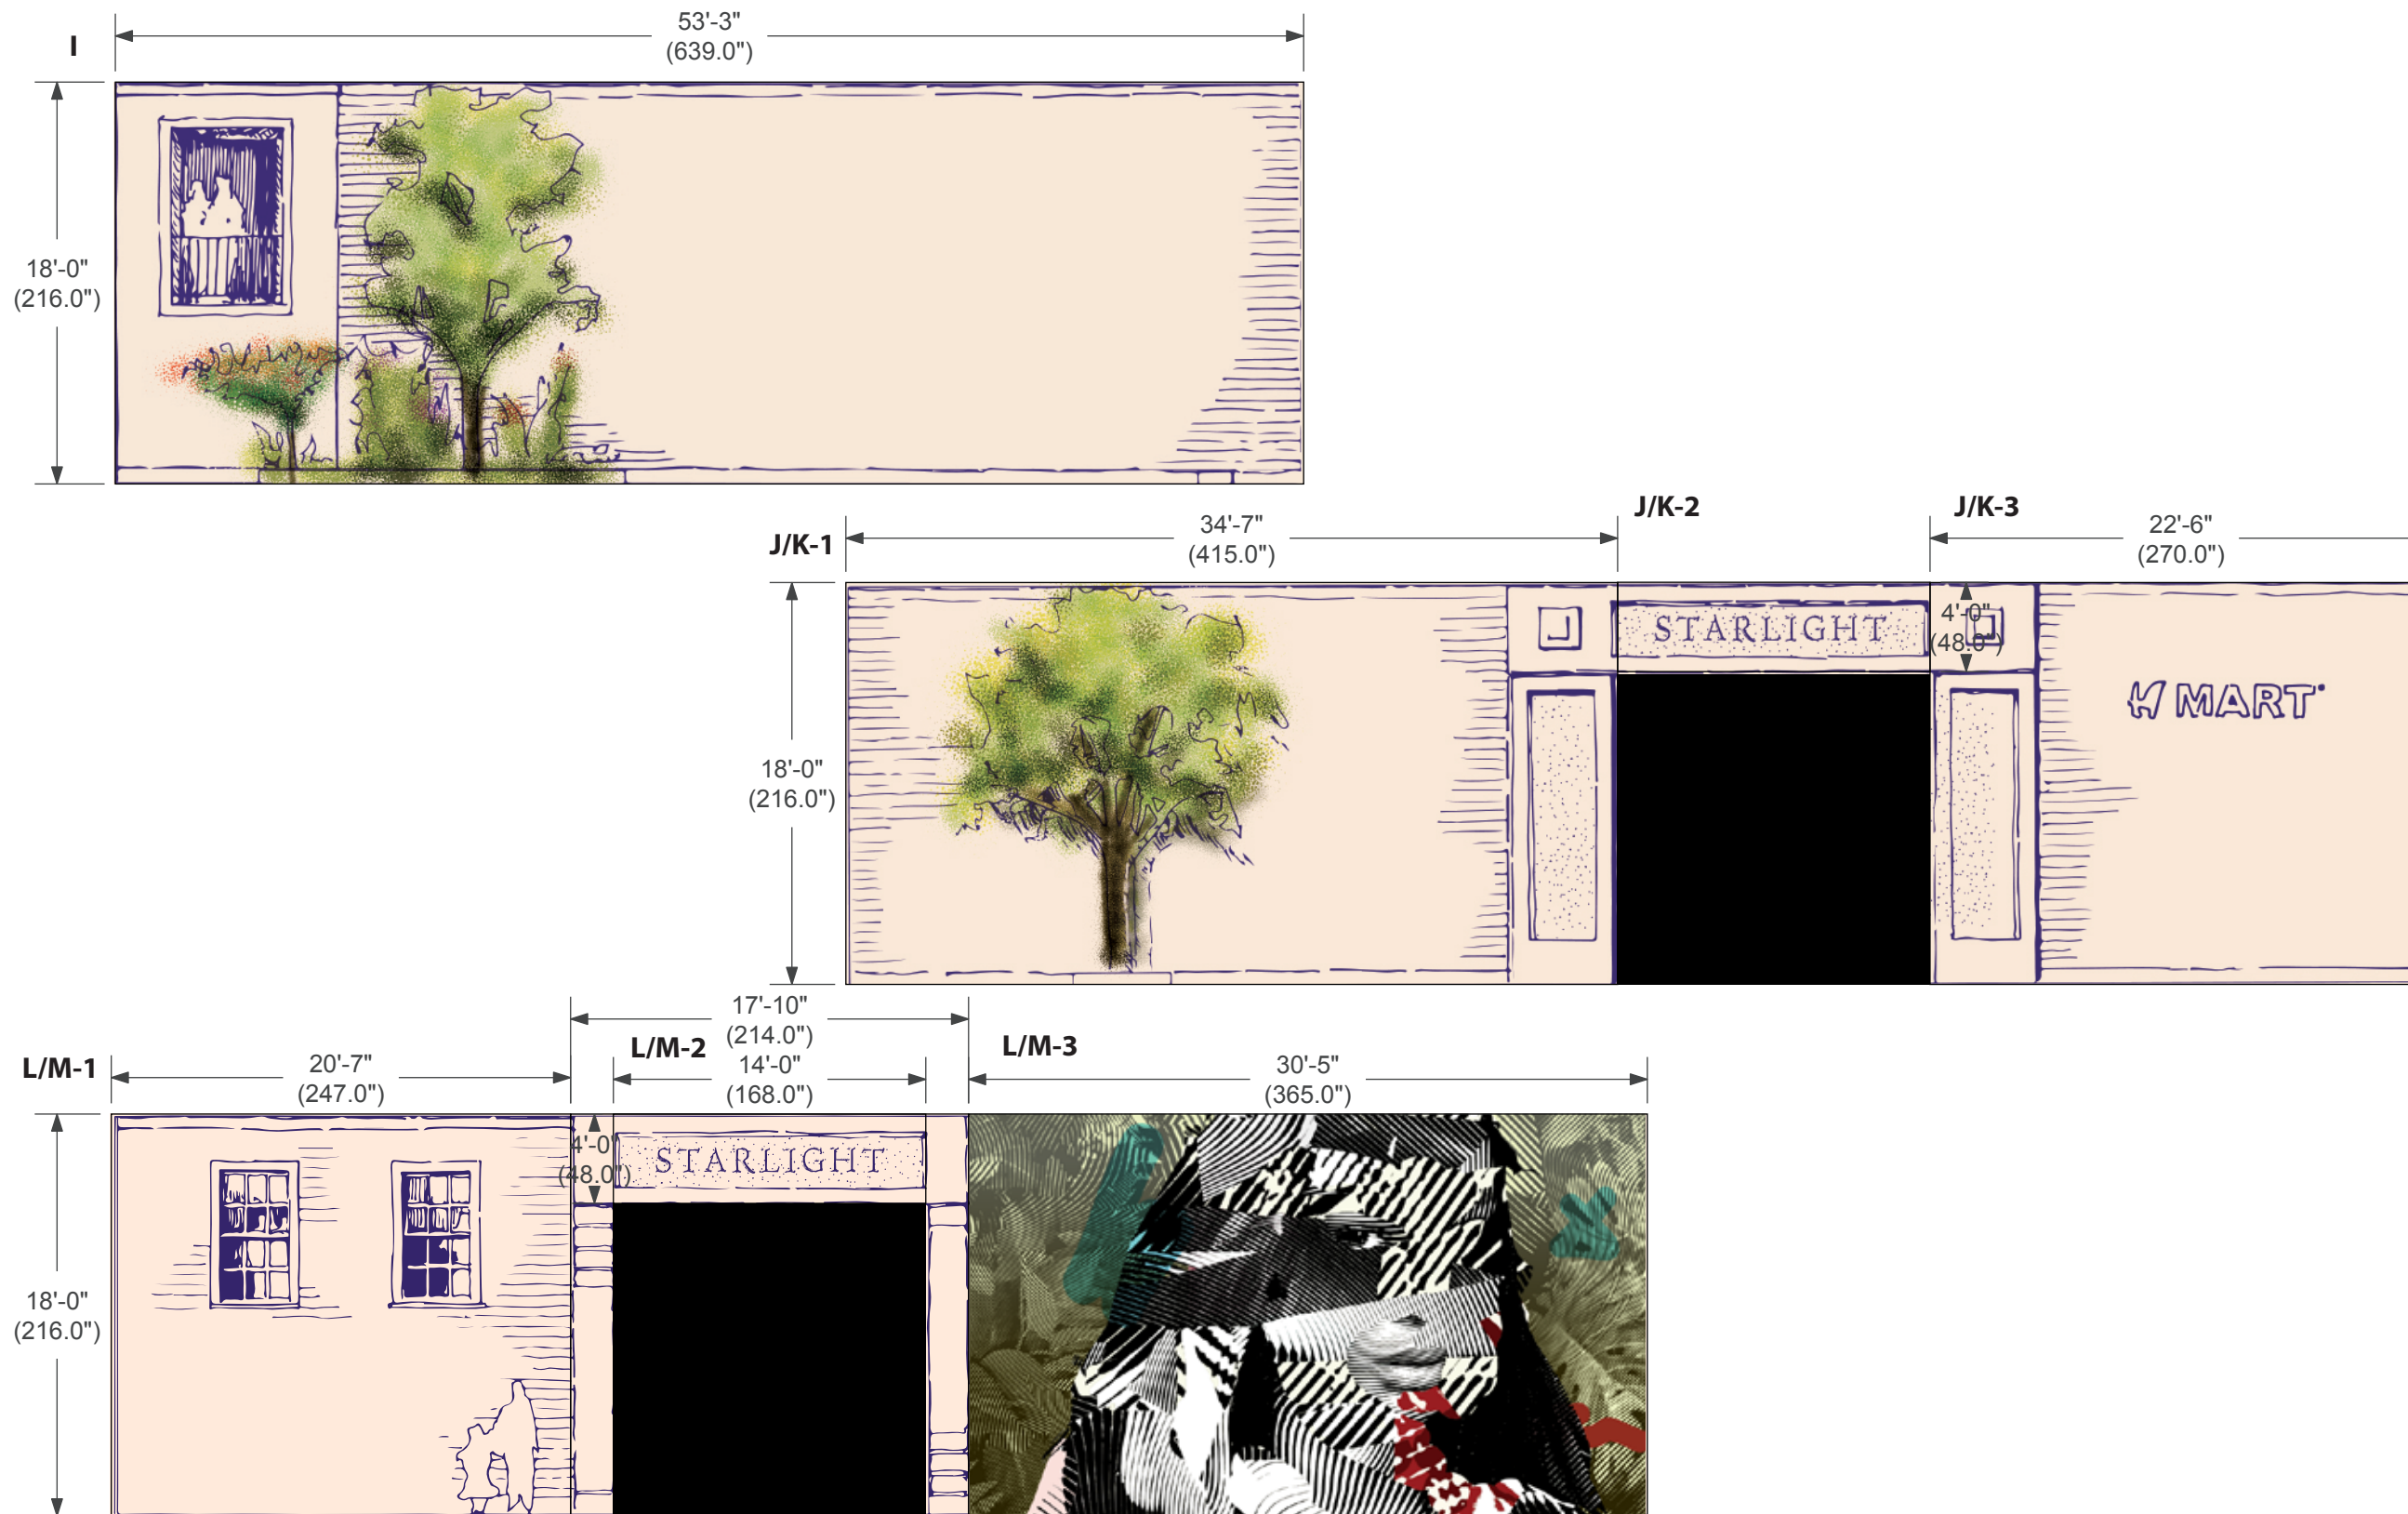 I
53'-3"
(639.0")
18'-0"
(216.0")
J/K-1
34'-7"
(415.0")
J/K-2
J/K-3
22'-6"
(270.0")
18'-0"
(216.0")
STARLIGHT
4'-0"
(48.0")
H MART
L/M-1
20'-7"
(247.0")
17'-10"
(214.0")
L/M-2
14'-0"
(168.0")
L/M-3
30'-5"
(365.0")
18'-0"
(216.0")
4'-0"
(48.0")
STARLIGHT